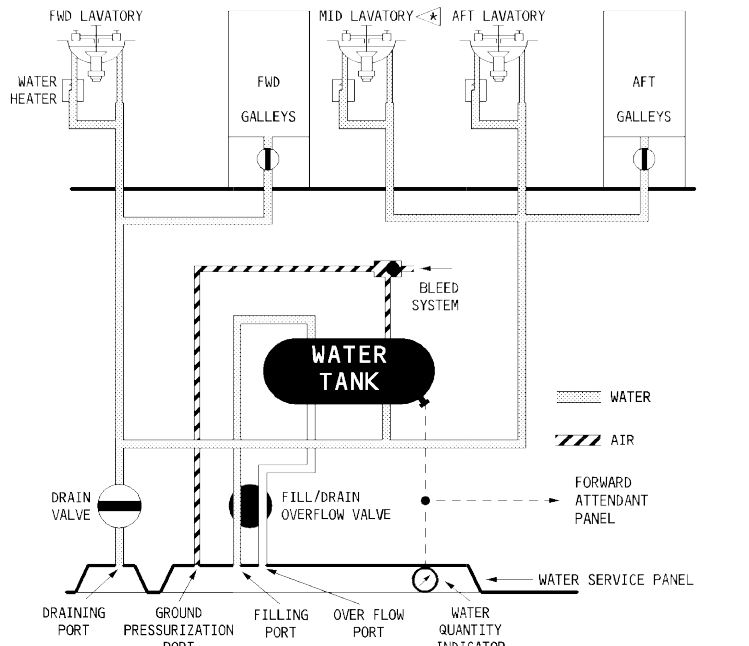 FWD LAVATORY
MID LAVATORY
*
AFT LAVATORY
WATER
HEATER
FWD
GALLEYS
AFT
GALLEYS
BLEED
SYSTEM
WATER
TANK
WATER
AIR
FORWARD
ATTENDANT
PANEL
DRAIN
VALVE
FILL/DRAIN
OVERFLOW VALVE
WATER SERVICE PANEL
DRAINING
PORT
GROUND
PRESSURIZATION
PORT
FILLING
PORT
OVER FLOW
PORT
WATER
QUANTITY
INDICATOR